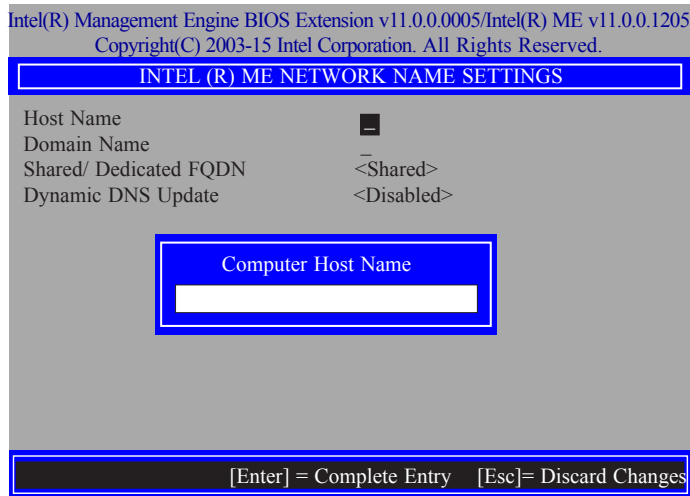 Intel(R) Management Engine BIOS Extension v11.0.0.0005/Intel(R) ME v11.0.0.1205
Copyright(C) 2003-15 Intel Corporation. All Rights Reserved.
INTEL (R) ME NETWORK NAME SETTINGS
Host Name _
Domain Name _
Shared/ Dedicated FQDN <Shared>
Dynamic DNS Update <Disabled>
Computer Host Name
[Enter] = Complete Entry [Esc]= Discard Changes